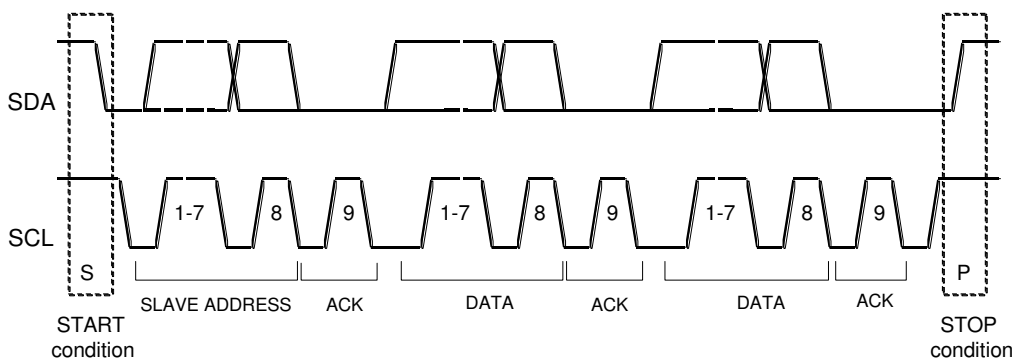 SDA
SCL
1-7 8 9 1-7 8 9 1-7 8 9
S P
SLAVE ADDRESS ACK DATA ACK DATA ACK
START
condition
STOP
condition